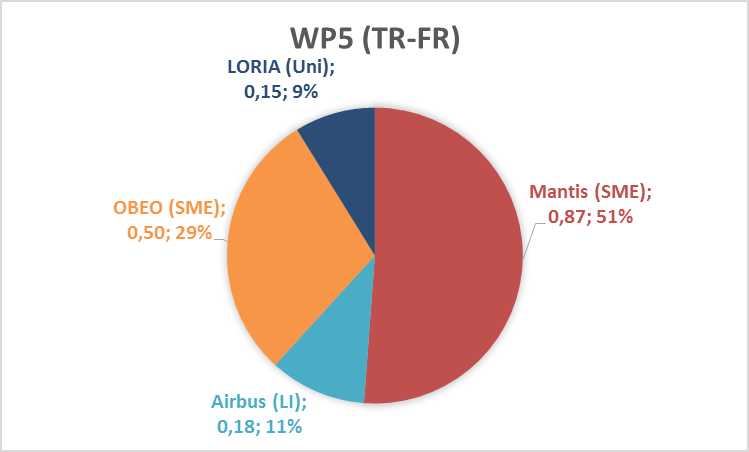 WP5 (TR-FR)
LORIA (Uni);
0,15; 9%
Mantis (SME);
0,87; 51%
OBEO (SME);
0,50; 29%
Airbus (LI);
0,18; 11%